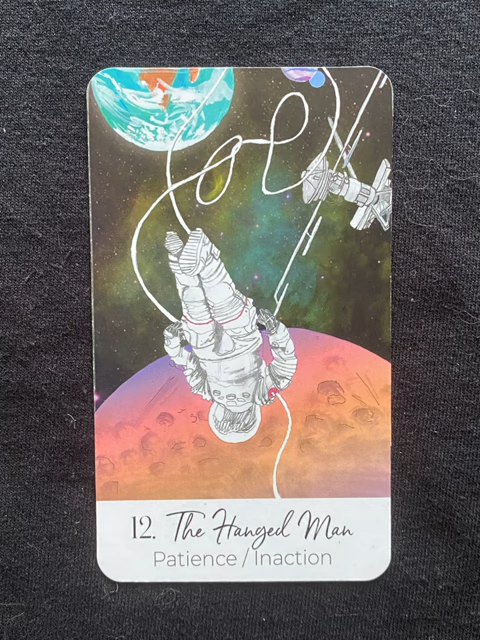 12. The Hanged Man
Patience / Inaction